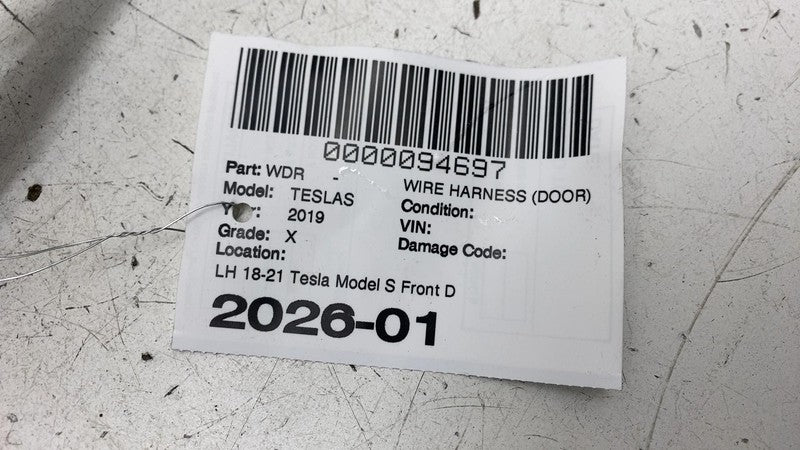 0000094697
Part: WDR - WIRE HARNESS (DOOR)
Model: TESLAS Condition:
Year: 2019 VIN:
Grade: X Damage Code:
Location:
LH 18-21 Tesla Model S Front D
2026-01